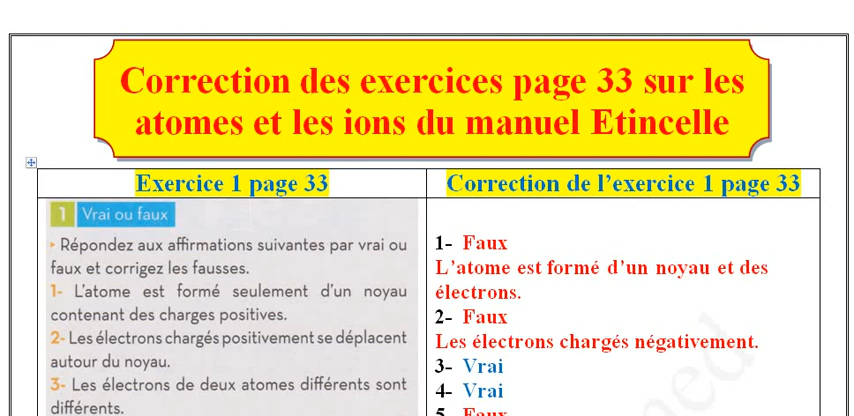 Correction des exercices page 33 sur les
atomes et les ions du manuel Etincelle
Exercice 1 page 33
Correction de l’exercice 1 page 33
1 Vrai ou faux
‣ Répondez aux affirmations suivantes par vrai ou
faux et corrigez les fausses.
1- L’atome est formé seulement d’un noyau
contenant des charges positives.
2- Les électrons chargés positivement se déplacent
autour du noyau.
3- Les électrons de deux atomes différents sont
différents.
1- Faux
L’atome est formé d’un noyau et des
électrons.
2- Faux
Les électrons chargés négativement.
3- Vrai
4- Vrai
5- Faux